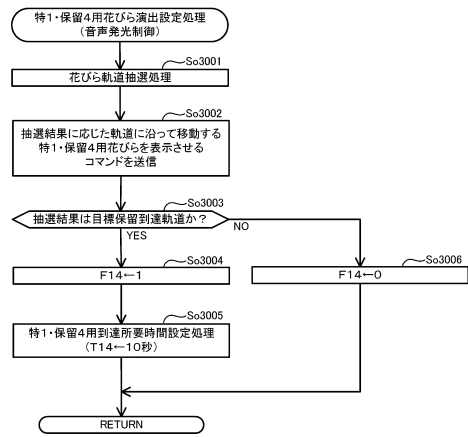 特1・保留4用花びら演出設定処理
(音声発光制御)
So3001
花びら軌道抽選処理
So3002
抽選結果に応じた軌道に沿って移動する
特1・保留4用花びらを表示させる
コマンドを送信
So3003
抽選結果は目標保留到達軌道か?
NO
YES
So3004
F14←1
So3006
F14←0
So3005
特1・保留4用到達所要時間設定処理
(T14←10秒)
RETURN